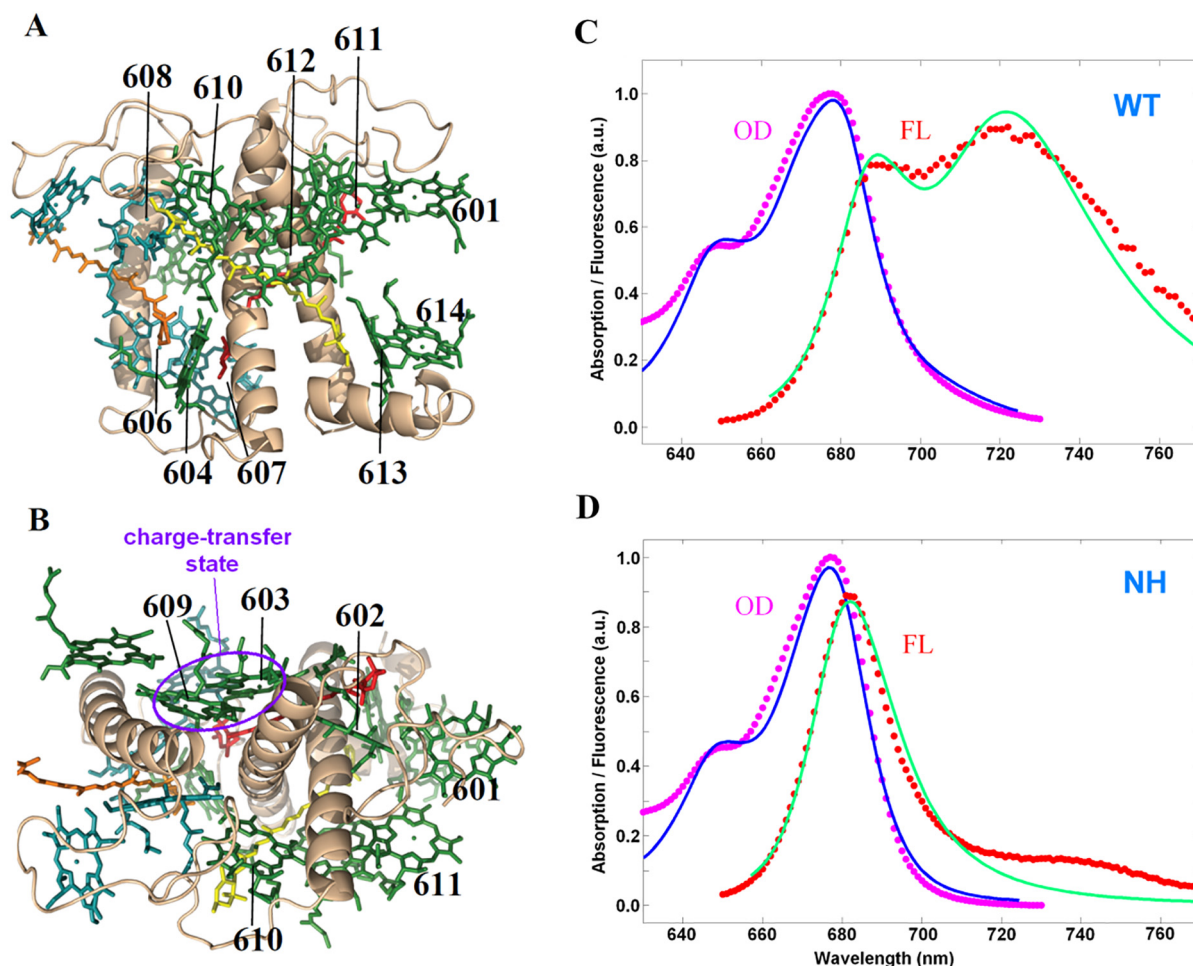 A
608
610
612
611
601
614
606
604
607
613
B
charge-transfer
state
609
603
602
601
611
610
C
WT
OD
FL
Absorption / Fluorescence (a.u.)
1.0
0.8
0.6
0.4
0.2
0.0
640 660 680 700 720 740 760
D
NH
OD
FL
Absorption / Fluorescence (a.u.)
1.0
0.8
0.6
0.4
0.2
0.0
640 660 680 700 720 740 760
Wavelength (nm)